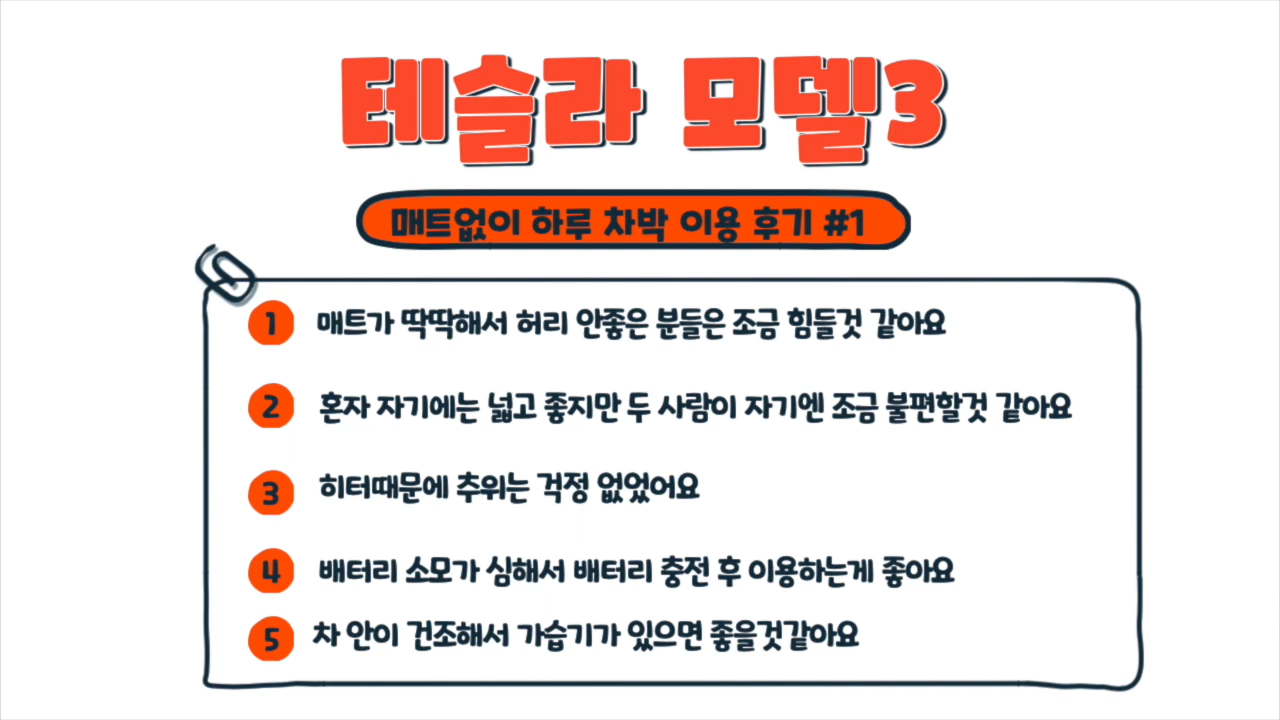 테슬라 모델3
매트없이 하루 차박 이용 후기 #1
1 매트가 딱딱해서 허리 안좋은 분들은 조금 힘들것 같아요
2 혼자 자기에는 넓고 좋지만 두 사람이 자기엔 조금 불편할것 같아요
3 히터때문에 추위는 걱정 없었어요
4 배터리 소모가 심해서 배터리 충전 후 이용하는게 좋아요
5 차 안이 건조해서 가습기가 있으면 좋을것같아요